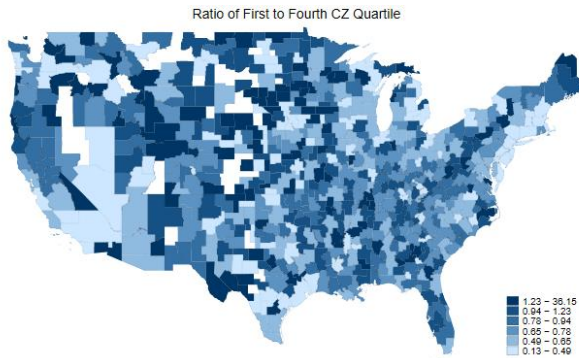 Ratio of First to Fourth CZ Quartile
1.23 – 36.15
0.94 – 1.23
0.78 – 0.94
0.65 – 0.78
0.49 – 0.65
0.13 – 0.49